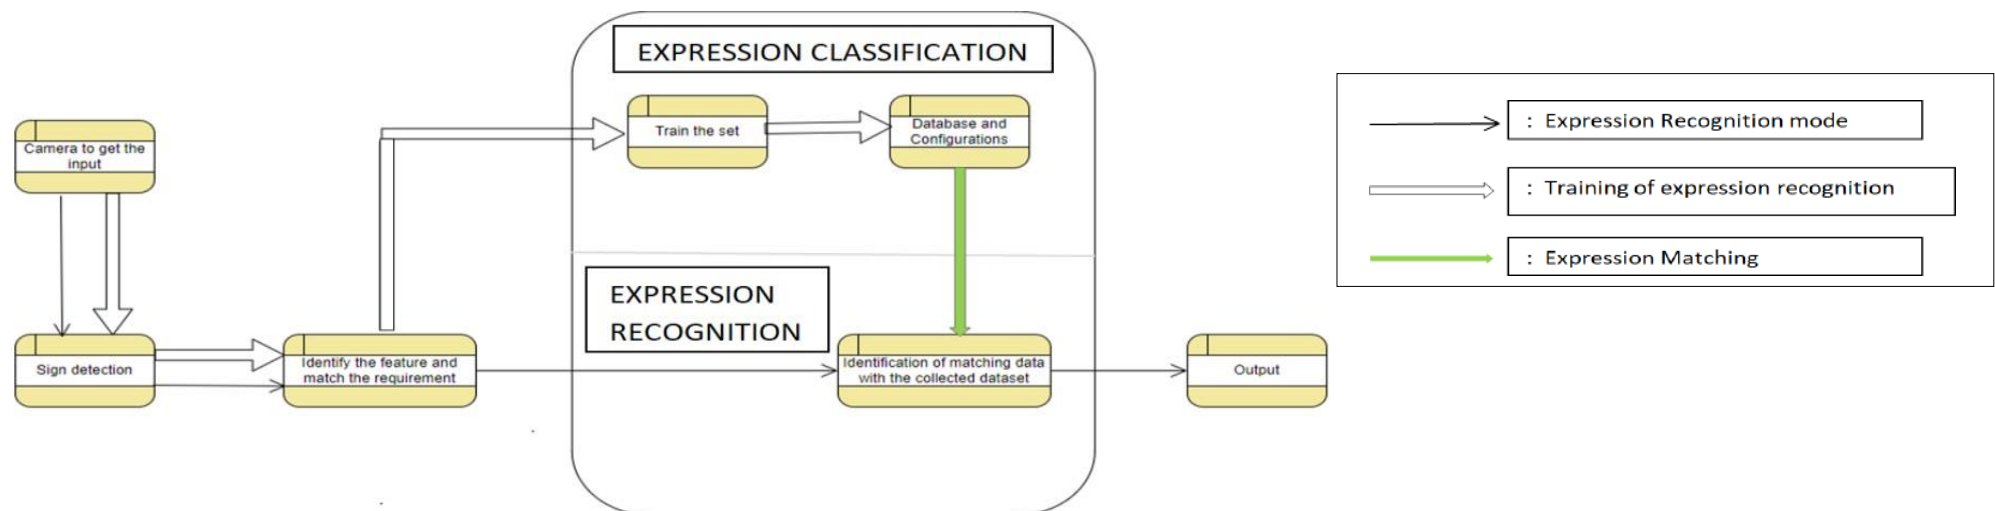 EXPRESSION CLASSIFICATION
Camera to get the
input
Train the set
Database and
Configurations
Sign detection
Identify the feature and
match the requirement
EXPRESSION
RECOGNITION
Identification of matching data
with the collected dataset
Output
: Expression Recognition mode
: Training of expression recognition
: Expression Matching